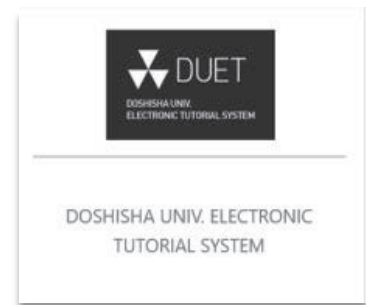 DUET
DOSHISHA UNIV.
ELECTRONIC TUTORIAL SYSTEM
DOSHISHA UNIV. ELECTRONIC
TUTORIAL SYSTEM